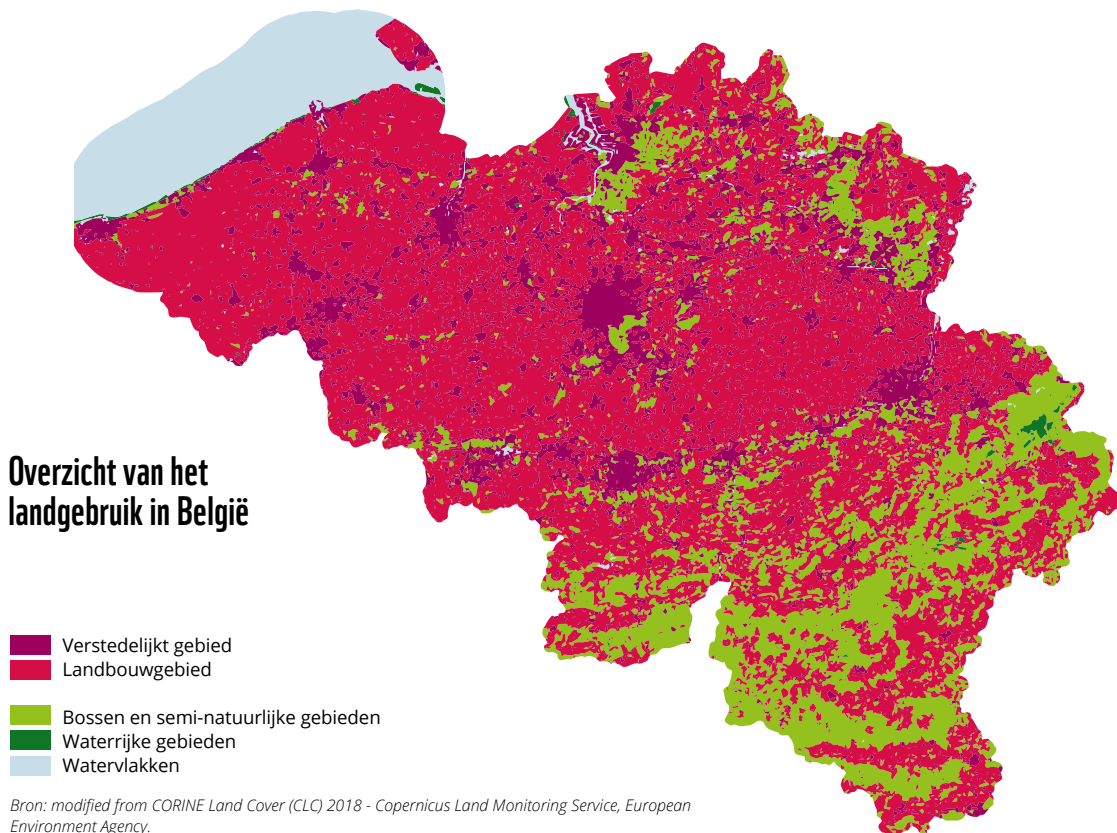 Overzicht van het
landgebruik in België
Verstedelijkt gebied
Landbouwgebied
Bossen en semi-natuurlijke gebieden
Waterrijke gebieden
Watervlakken
Bron: modified from CORINE Land Cover (CLC) 2018 - Copernicus Land Monitoring Service, European
Environment Agency.